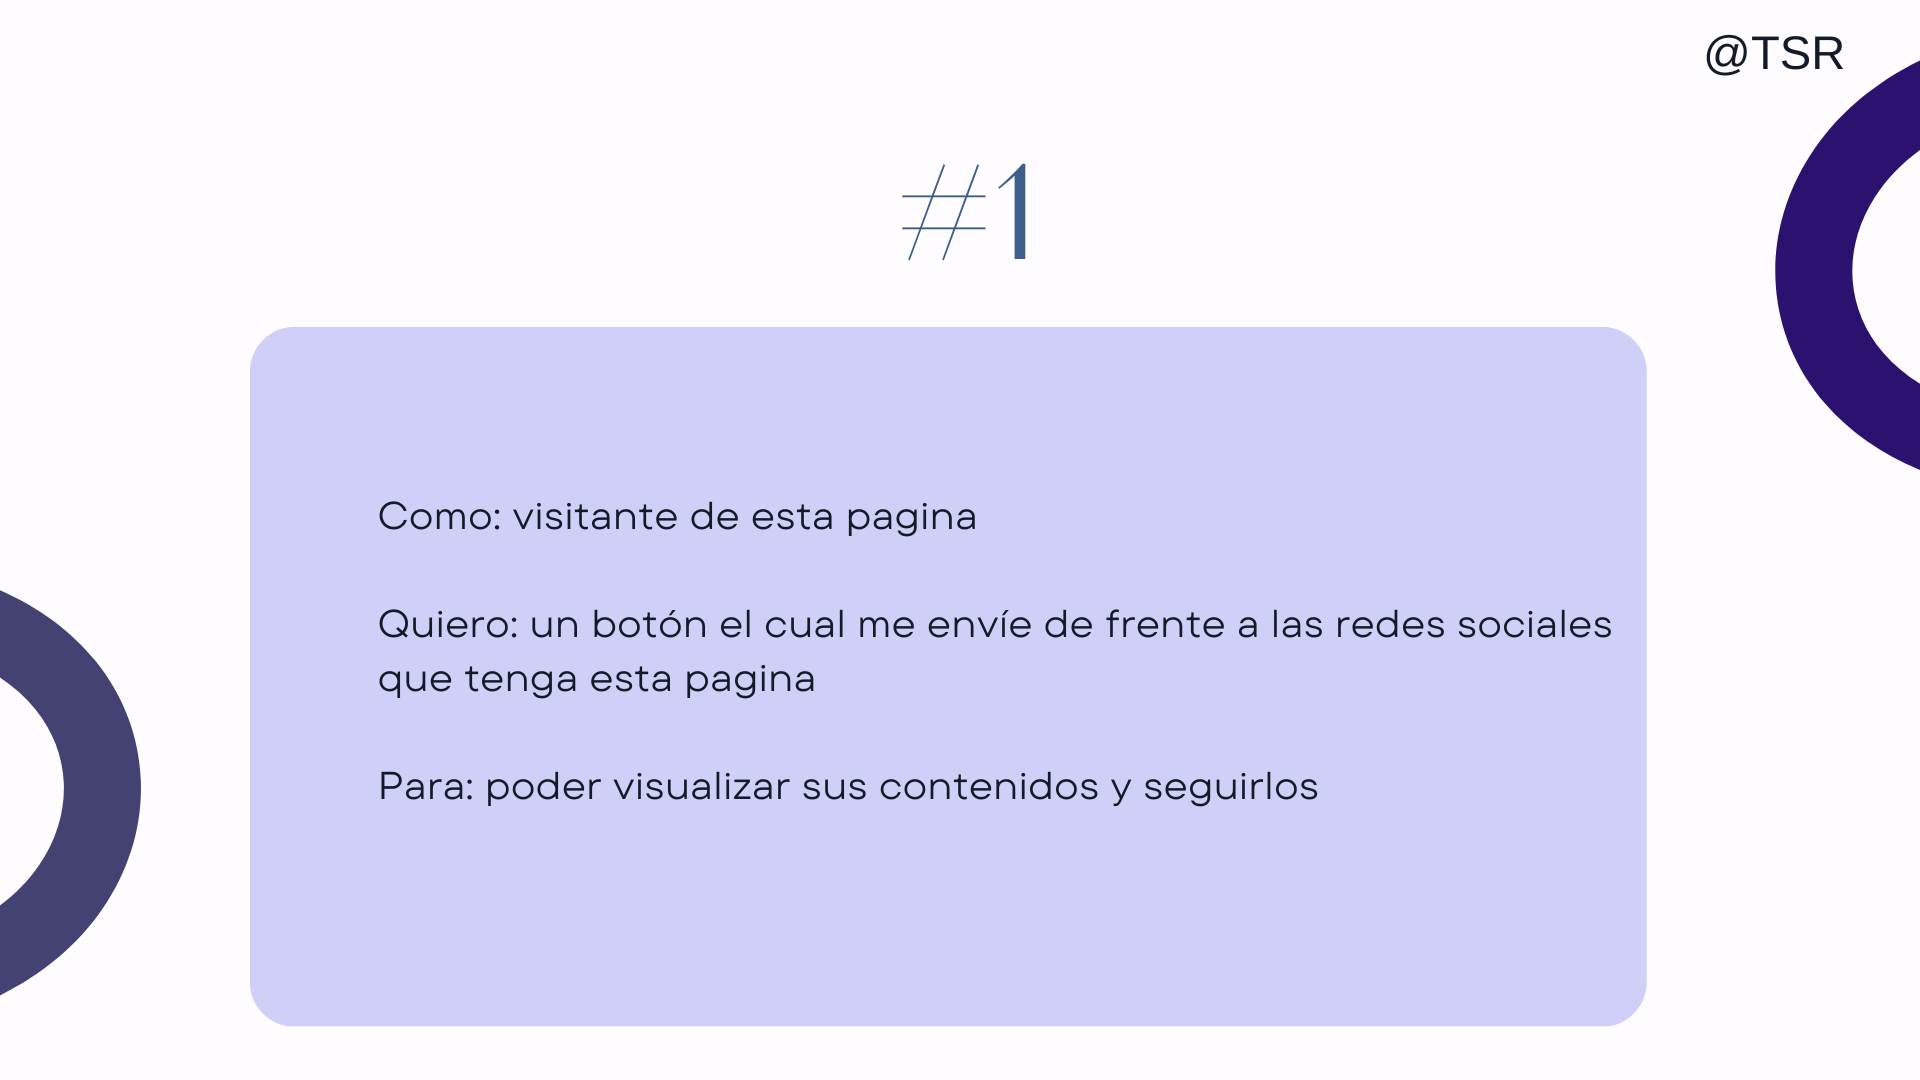 @TSR
#1
Como: visitante de esta pagina
Quiero: un botón el cual me envíe de frente a las redes sociales
que tenga esta pagina
Para: poder visualizar sus contenidos y seguirlos